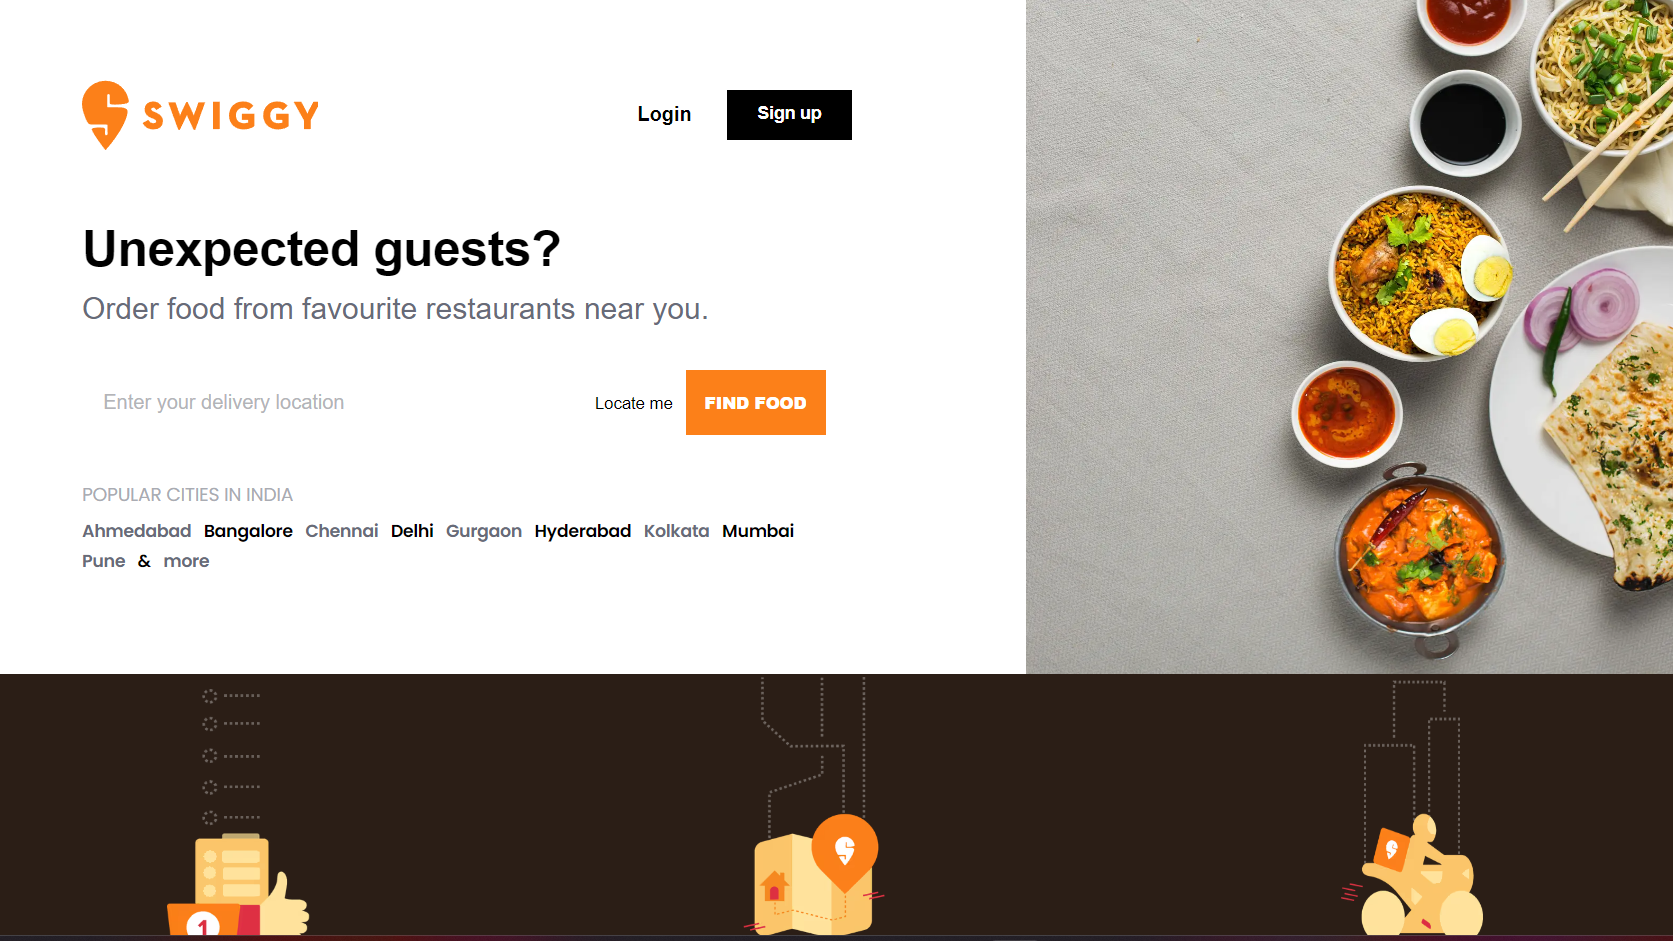 SWIGGY
Login
Sign up
Unexpected guests?
Order food from favourite restaurants near you.
Enter your delivery location
Locate me
FIND FOOD
POPULAR CITIES IN INDIA
Ahmedabad Bangalore Chennai Delhi Gurgaon Hyderabad Kolkata Mumbai
Pune & more
1